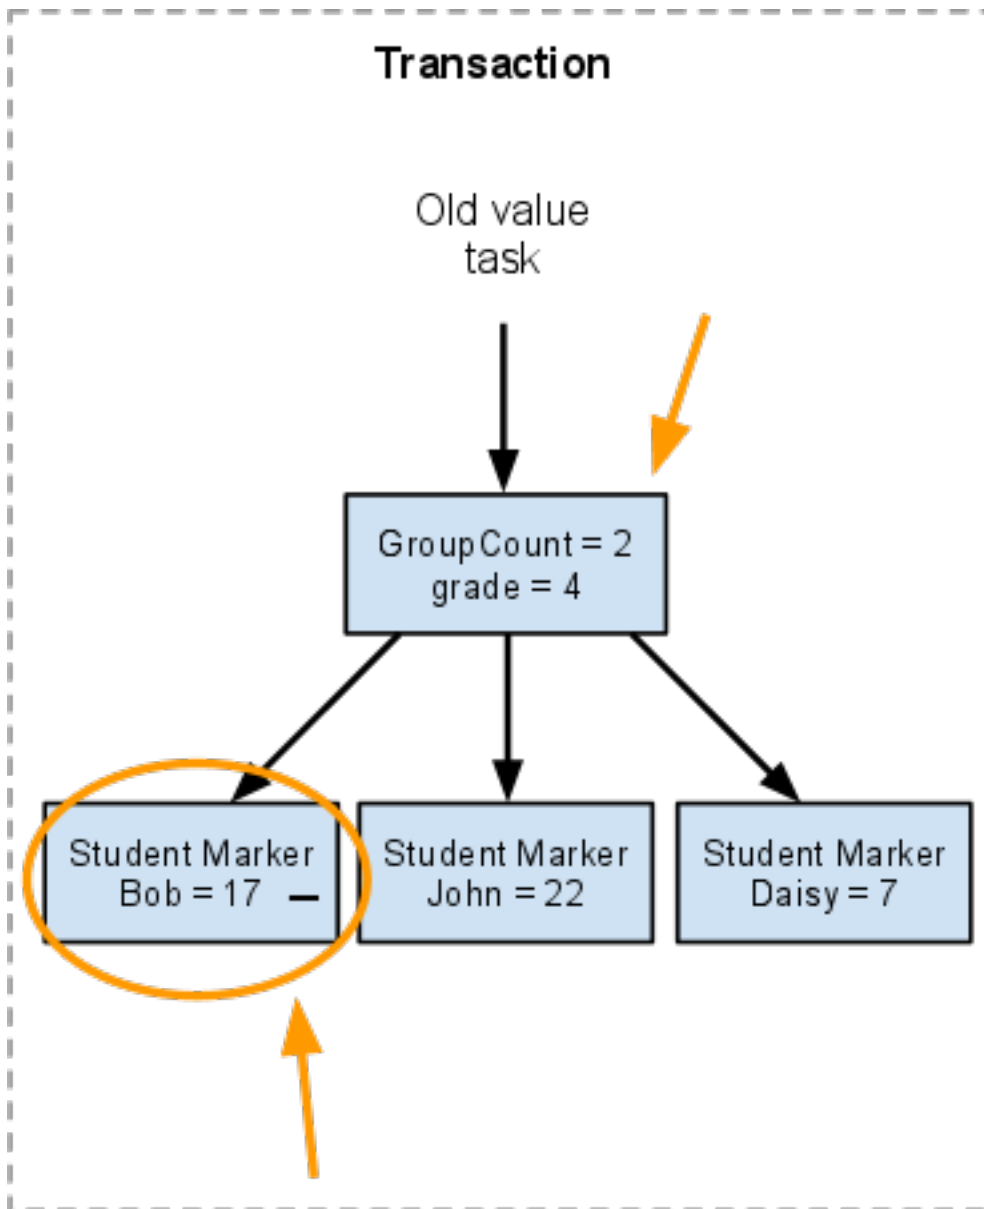 Transaction
Old value
task
GroupCount = 2
grade = 4
Student Marker
Bob = 17 –
Student Marker
John = 22
Student Marker
Daisy = 7